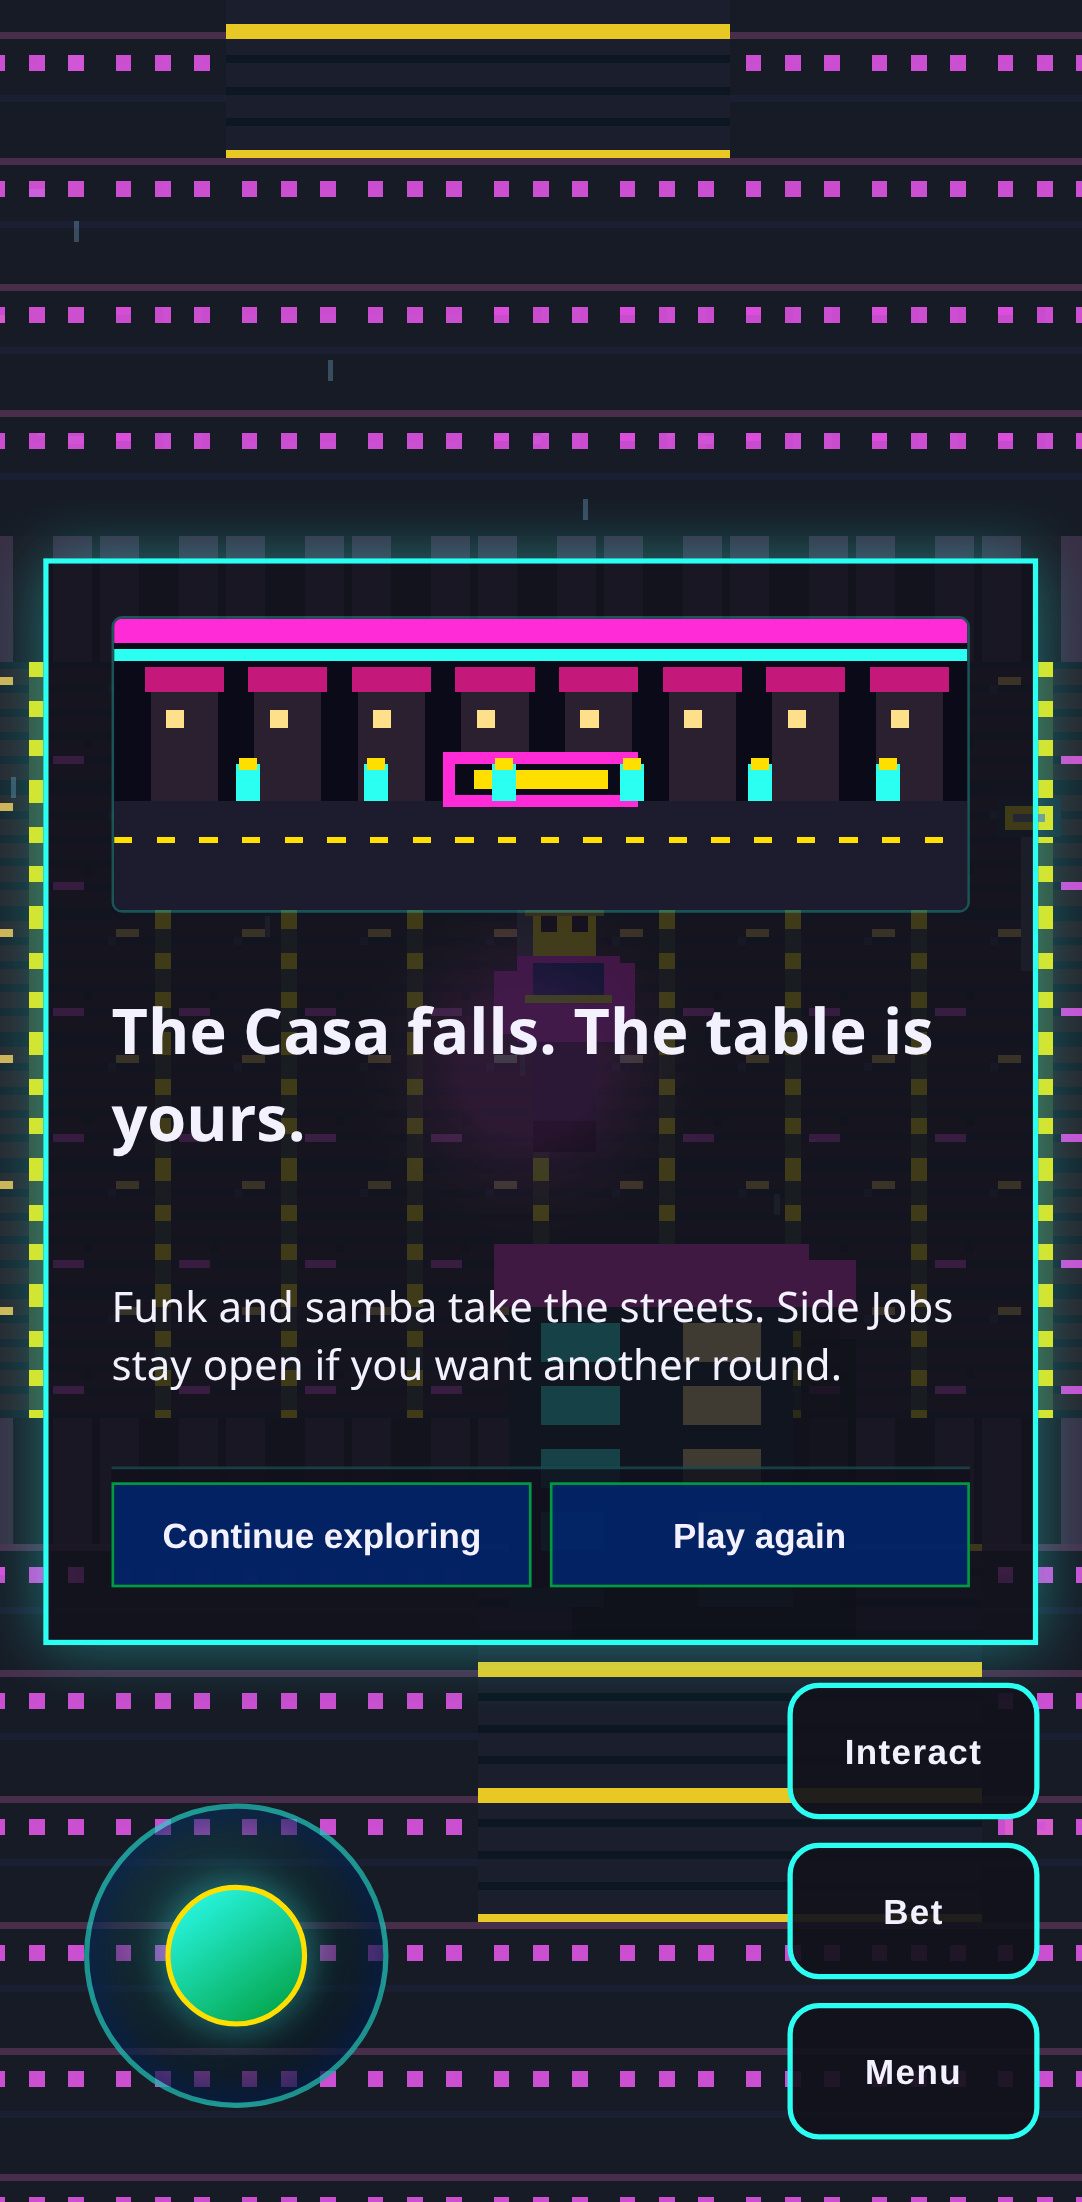 The Casa falls. The table is
yours.
Funk and samba take the streets. Side Jobs
stay open if you want another round.
Continue exploring
Play again
Interact
Bet
Menu